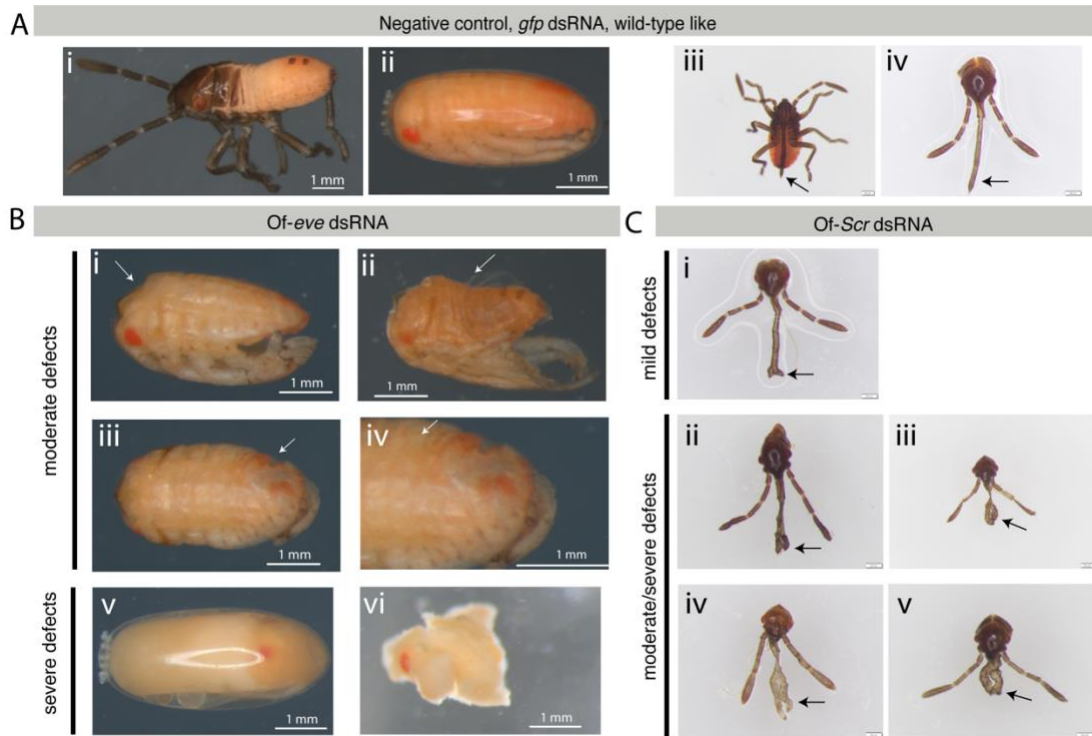 A
Negative control, gfp dsRNA, wild-type like
i
1 mm
ii
1 mm
iii
iv
B
Of-eve dsRNA
moderate defects
i
1 mm
ii
1 mm
iii
1 mm
iv
1 mm
severe defects
v
1 mm
vi
1 mm
C
Of-Scr dsRNA
mild defects
i
moderate/severe defects
ii
iii
iv
v